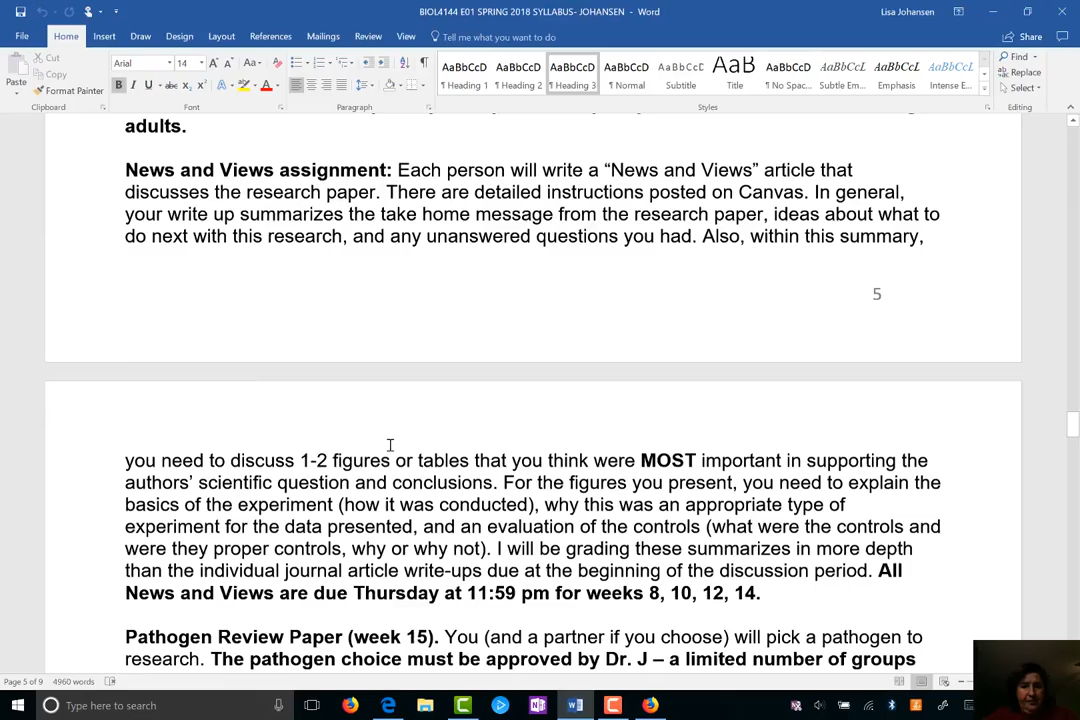 BIOL4144 E01 SPRING 2018 SYLLABUS- JOHANSEN - Word
Lisa Johansen
File Home Insert Draw Design Layout References Mailings Review View Tell me what you want to do Share
Paste
Cut
Copy
Format Painter
Clipboard
Arial 14
Font
Paragraph
AaBbCcD AaBbCcD AaBbCcD AaBbCcD AaBbCcD AaB AaBbCcD AaBbCcL AaBbCcL AaBbCcL
¶ Heading 1 ¶ Heading 2 ¶ Heading 3 ¶ Normal Subtitle Title ¶ No Spac... Subtle Em... Emphasis Intense E...
Styles
Find
Replace
Select
Editing
adults.
News and Views assignment: Each person will write a “News and Views” article that
discusses the research paper. There are detailed instructions posted on Canvas. In general,
your write up summarizes the take home message from the research paper, ideas about what to
do next with this research, and any unanswered questions you had. Also, within this summary,
5
you need to discuss 1-2 figures or tables that you think were MOST important in supporting the
authors’ scientific question and conclusions. For the figures you present, you need to explain the
basics of the experiment (how it was conducted), why this was an appropriate type of
experiment for the data presented, and an evaluation of the controls (what were the controls and
were they proper controls, why or why not). I will be grading these summarizes in more depth
than the individual journal article write-ups due at the beginning of the discussion period. All
News and Views are due Thursday at 11:59 pm for weeks 8, 10, 12, 14.
Pathogen Review Paper (week 15). You (and a partner if you choose) will pick a pathogen to
research. The pathogen choice must be approved by Dr. J – a limited number of groups
Page 5 of 9 4960 words
Type here to search